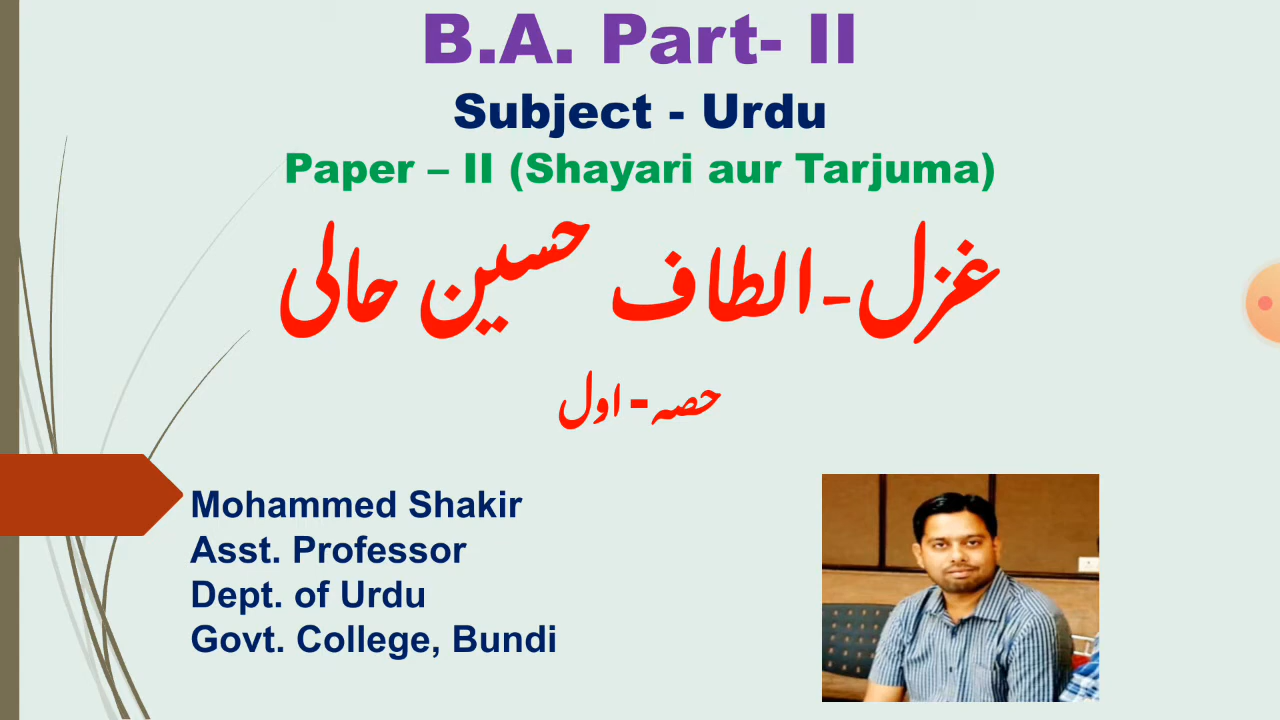 B.A. Part- II
Subject - Urdu
Paper – II (Shayari aur Tarjuma)
غزل-الطاف حسین حالی
حصہ - اول
Mohammed Shakir
Asst. Professor
Dept. of Urdu
Govt. College, Bundi